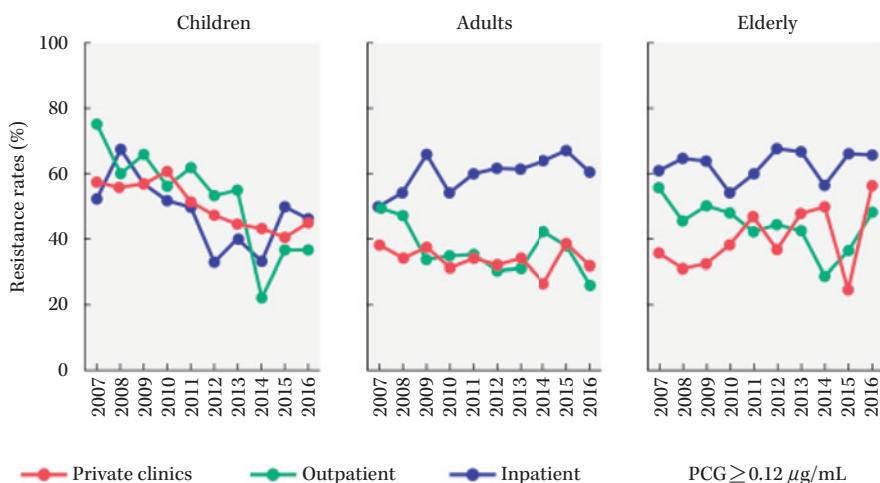 Children Adults Elderly
100
80
60
40
20
0
Resistance rates (%)
2007 2008 2009 2010 2011 2012 2013 2014 2015 2016
2007 2008 2009 2010 2011 2012 2013 2014 2015 2016
2007 2008 2009 2010 2011 2012 2013 2014 2015 2016
Private clinics Outpatient Inpatient PCG≥0.12 μg/mL